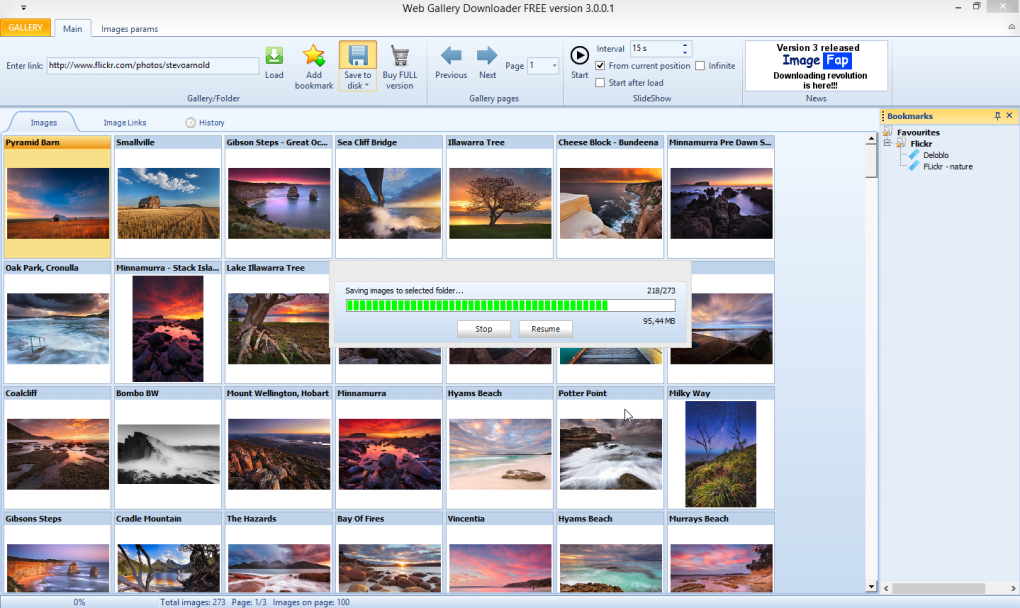 Web Gallery Downloader FREE version 3.0.0.1
GALLERY Main Images params
Enter link: http://www.flickr.com/photos/stevoarnold
Load
Add bookmark
Save to disk
Buy FULL version
Gallery/Folder
Previous
Next
Page 1
Gallery pages
Start
Interval 15 s
From current position Infinite
Start after load
SlideShow
Version 3 released
Image Fap
Downloading revolution
is here!!!
News
Images Image Links History
Pyramid Barn Smallville Gibson Steps - Great Oc... Sea Cliff Bridge Illawarra Tree Cheese Block - Bundeena Minnamurra Pre Dawn S...
Oak Park, Cronulla Minnamurra - Stack Isla... Lake Illawarra Tree
Saving images to selected folder... 218/273
95,44 MB
Stop Resume
Coalcliff Bombo BW Mount Wellington, Hobart Minnamurra Hyams Beach Potter Point Milky Way
Gibsons Steps Cradle Mountain The Hazards Bay Of Fires Vincentia Hyams Beach Murrays Beach
Bookmarks
Favourites
Flickr
Deloblo
FLickr - nature
0% Total images: 273 Page: 1/3 Images on page: 100